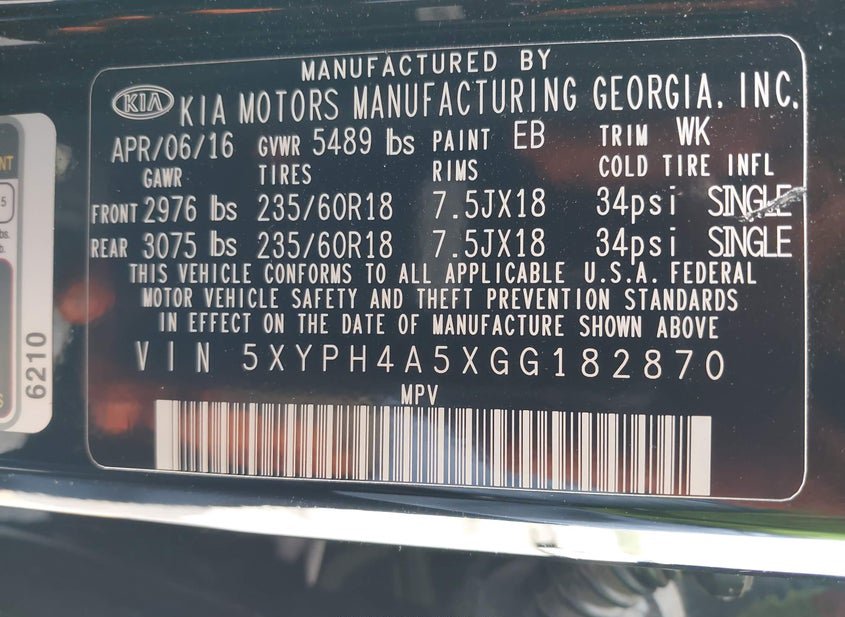 MANUFACTURED BY
KIA KIA MOTORS MANUFACTURING GEORGIA, INC.
APR/06/16 GVWR 5489 lbs PAINT EB TRIM WK
GAWR TIRES RIMS COLD TIRE INFL
FRONT 2976 lbs 235/60R18 7.5JX18 34psi SINGLE
REAR 3075 lbs 235/60R18 7.5JX18 34psi SINGLE
THIS VEHICLE CONFORMS TO ALL APPLICABLE U.S.A. FEDERAL
MOTOR VEHICLE SAFETY AND THEFT PREVENTION STANDARDS
IN EFFECT ON THE DATE OF MANUFACTURE SHOWN ABOVE
VIN 5XYPH4A5XGG182870
MPV
6210